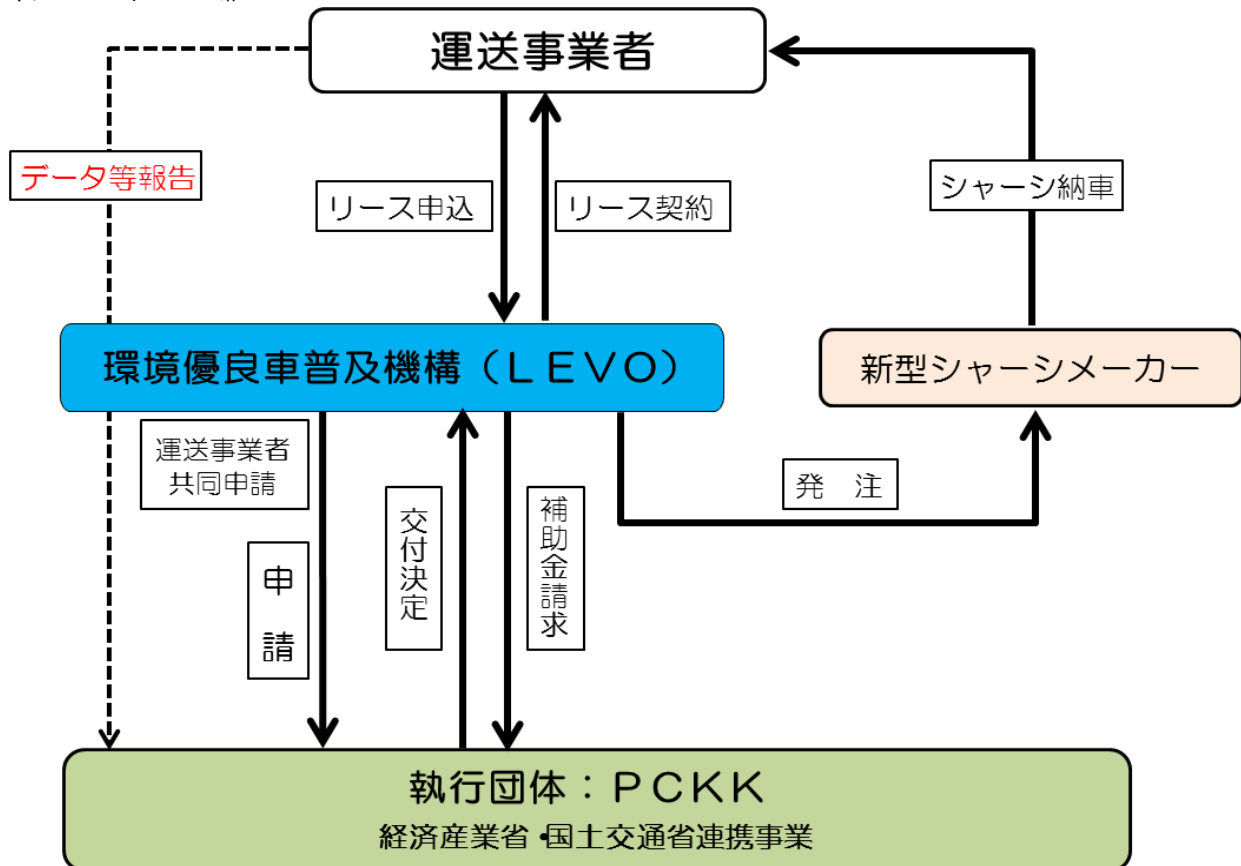 運送事業者
データ等報告
リース申込
リース契約
シャーシ納車
環境優良車普及機構（ＬＥＶＯ）
新型シャーシメーカー
運送事業者
共同申請
申請
交付決定
補助金請求
発　注
執行団体：ＰＣＫＫ
経済産業省・国土交通省連携事業